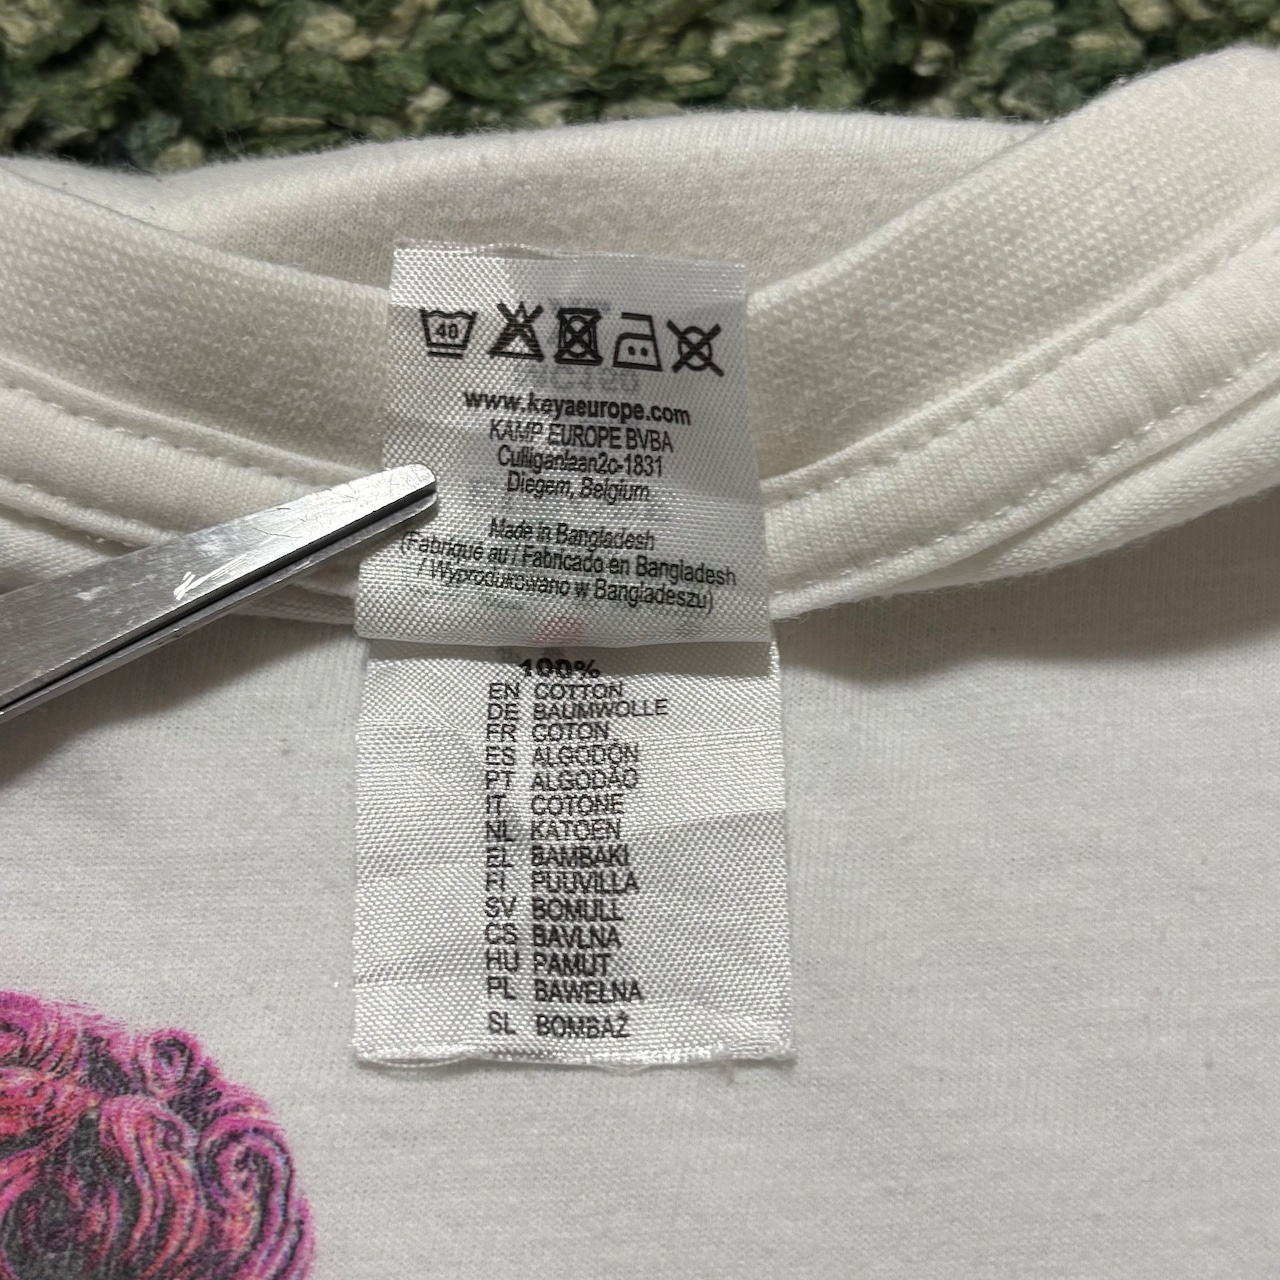 40
www.kayaeurope.com
KAMP EUROPE BVBA
Culliganlaan2c-1831
Diegem, Belgium
Made in Bangladesh
(Fabriqué au / Fabricado en Bangladesh
/ Wyprodukowano w Bangladeszu)
100%
EN COTTON
DE BAUMWOLLE
FR COTON
ES ALGODÓN
PT ALGODÃO
IT COTONE
NL KATOEN
EL BAMBAKI
FI PUUVILLA
SV BOMULL
CS BAVLNA
HU PAMUT
PL BAWEŁNA
SL BOMBAŽ